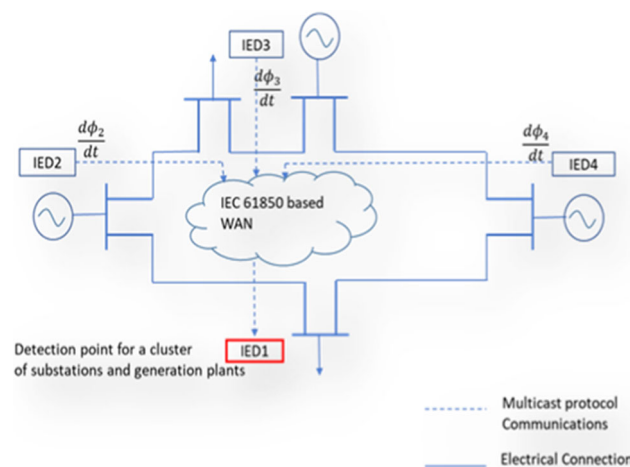 IED3
dϕ₃
dt
dϕ₂
dt
dϕ₄
dt
IED2
IED4
IEC 61850 based
WAN
Detection point for a cluster
of substations and generation plants
IED1
Multicast protocol
Communications
Electrical Connection